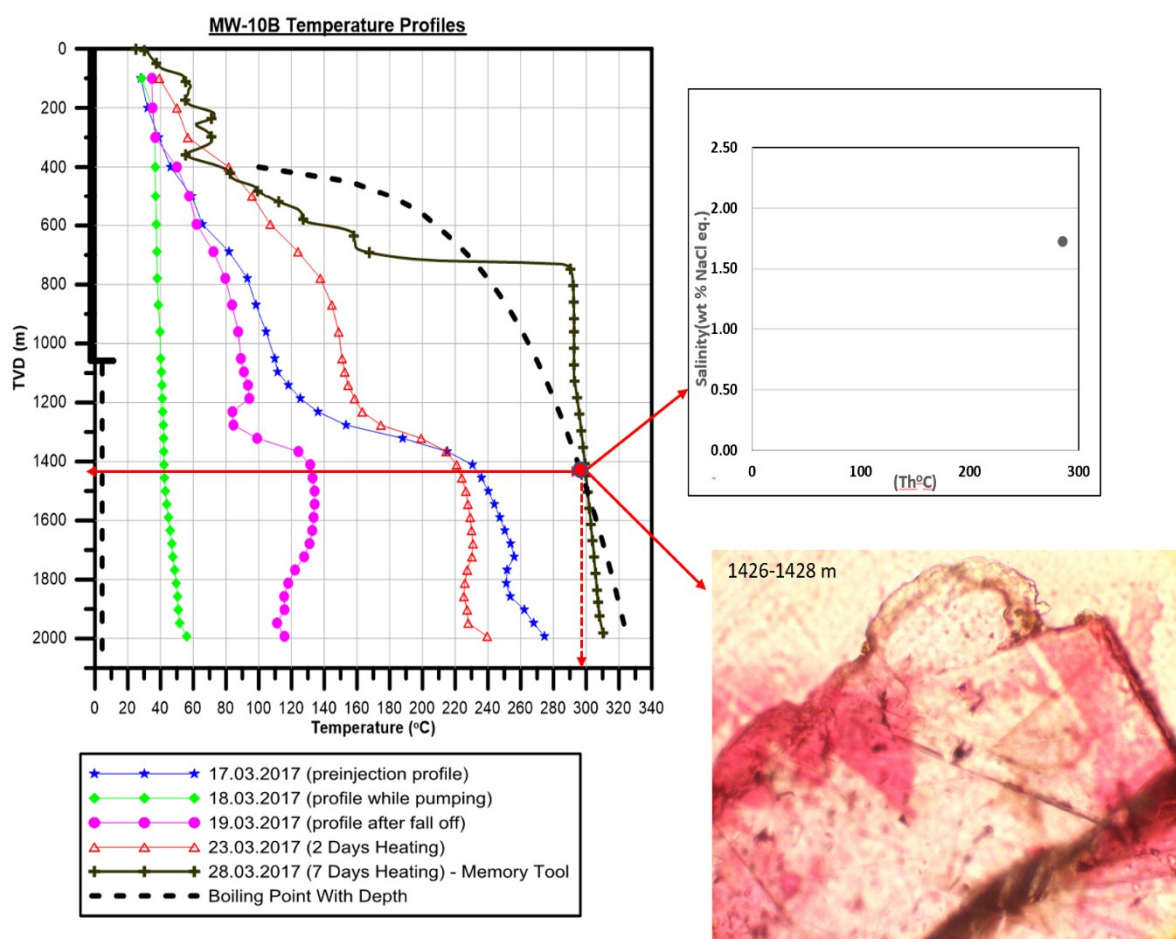 MW-10B Temperature Profiles
0
200
400
600
800
1000
1200
1400
1600
1800
2000
TVD (m)
0 20 40 60 80 100 120 140 160 180 200 220 240 260 280 300 320 340
Temperature (°C)
17.03.2017 (preinjection profile)
18.03.2017 (profile while pumping)
19.03.2017 (profile after fall off)
23.03.2017 (2 Days Heating)
28.03.2017 (7 Days Heating) - Memory Tool
Boiling Point With Depth
2.50
2.00
1.50
1.00
0.50
0.00
Salinity(wt % NaCl eq.)
0 100 200 300
(Th°C)
1426-1428 m